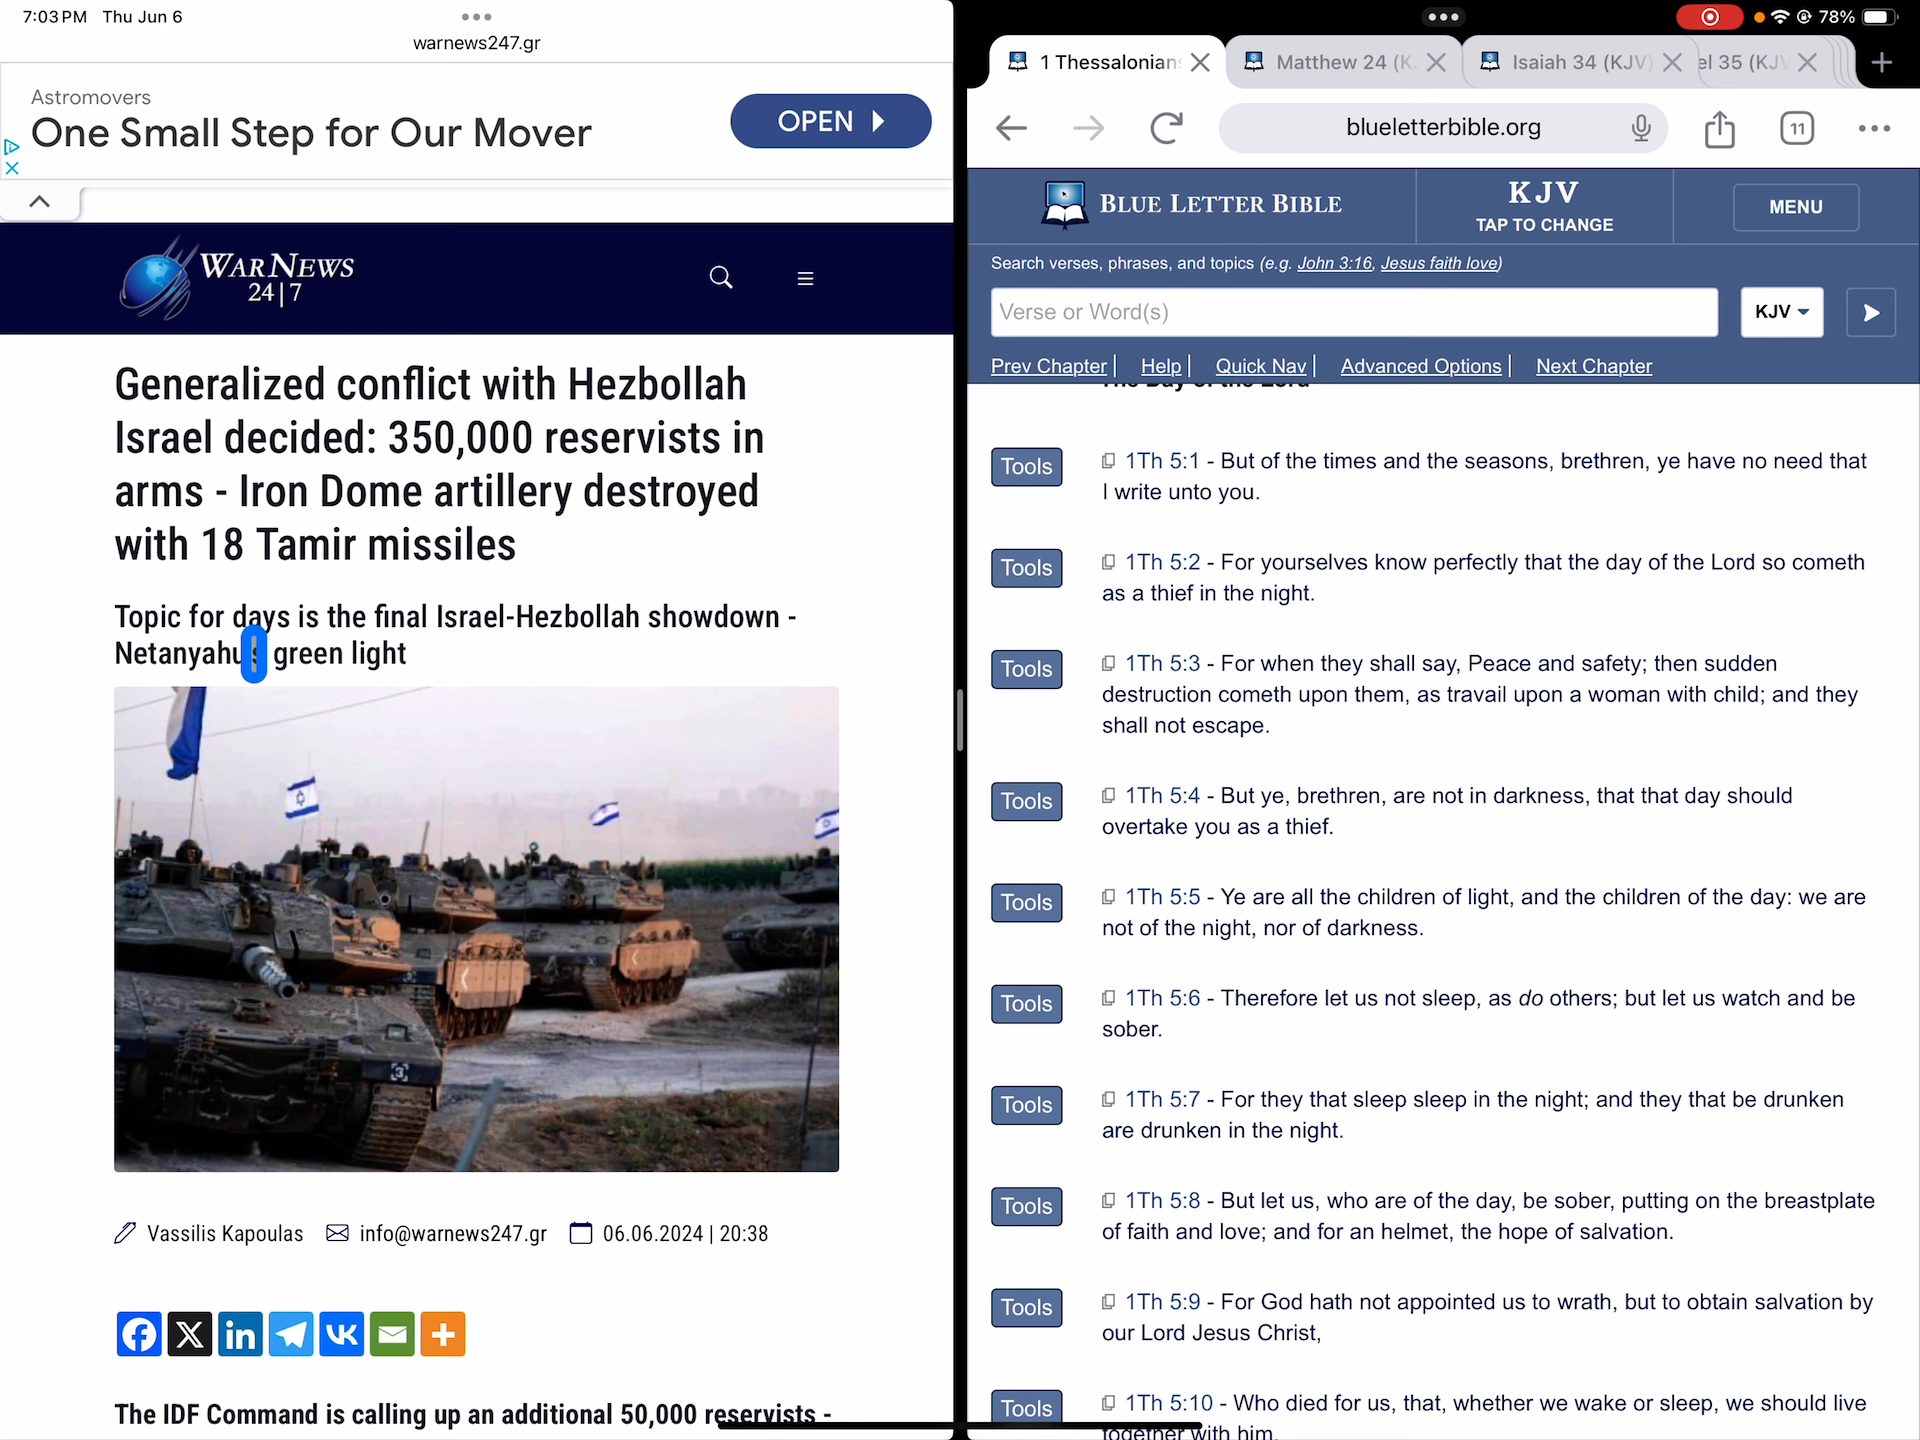 7:03 PM Thu Jun 6
warnews247.gr
Astromovers
One Small Step for Our Mover
OPEN
WARNEWS
24|7
Generalized conflict with Hezbollah
Israel decided: 350,000 reservists in
arms - Iron Dome artillery destroyed
with 18 Tamir missiles
Topic for days is the final Israel-Hezbollah showdown -
Netanyahu's green light
Vassilis Kapoulas info@warnews247.gr 06.06.2024 | 20:38
The IDF Command is calling up an additional 50,000 reservists -
78%
1 Thessalonians
Matthew 24 (K
Isaiah 34 (KJV)
el 35 (KJV
blueletterbible.org
11
BLUE LETTER BIBLE
KJV
TAP TO CHANGE
MENU
Search verses, phrases, and topics (e.g. John 3:16, Jesus faith love)
Verse or Word(s)
KJV
Prev Chapter | Help | Quick Nav | Advanced Options | Next Chapter
The Day of the Lord
Tools
1Th 5:1 - But of the times and the seasons, brethren, ye have no need that
I write unto you.
Tools
1Th 5:2 - For yourselves know perfectly that the day of the Lord so cometh
as a thief in the night.
Tools
1Th 5:3 - For when they shall say, Peace and safety; then sudden
destruction cometh upon them, as travail upon a woman with child; and they
shall not escape.
Tools
1Th 5:4 - But ye, brethren, are not in darkness, that that day should
overtake you as a thief.
Tools
1Th 5:5 - Ye are all the children of light, and the children of the day: we are
not of the night, nor of darkness.
Tools
1Th 5:6 - Therefore let us not sleep, as do others; but let us watch and be
sober.
Tools
1Th 5:7 - For they that sleep sleep in the night; and they that be drunken
are drunken in the night.
Tools
1Th 5:8 - But let us, who are of the day, be sober, putting on the breastplate
of faith and love; and for an helmet, the hope of salvation.
Tools
1Th 5:9 - For God hath not appointed us to wrath, but to obtain salvation by
our Lord Jesus Christ,
Tools
1Th 5:10 - Who died for us, that, whether we wake or sleep, we should live
together with him.